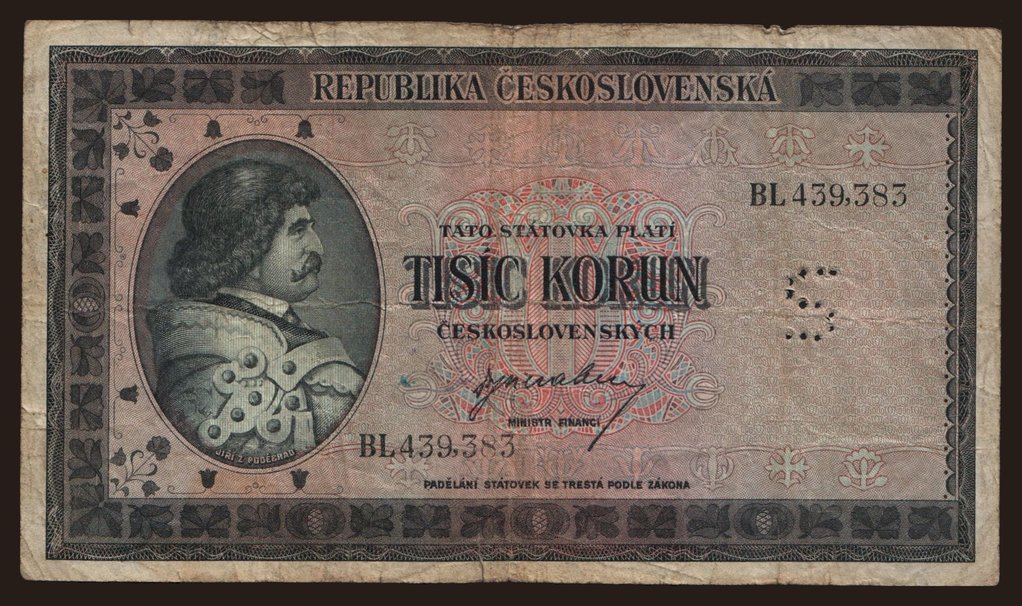 REPUBLIKA ČESKOSLOVENSKÁ
BL 439,383
TATO STÁTOVKA PLATÍ
TISÍC KORUN
ČESKOSLOVENSKÝCH
MINISTR FINANCÍ
BL 439,383
JIŘÍ Z PODĚBRAD
PADĚLÁNÍ STÁTOVEK SE TRESTÁ PODLE ZÁKONA
S